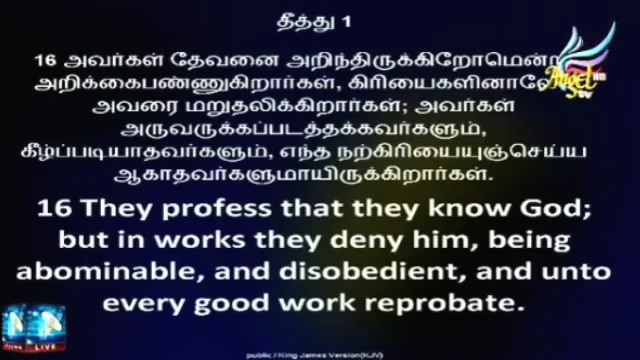 தீத்து 1
16 அவர்கள் தேவனை அறிந்திருக்கிறோமென்று
அறிக்கைபண்ணுகிறார்கள், கிரியைகளினாலோ
அவரை மறுதலிக்கிறார்கள்; அவர்கள்
அருவருக்கப்படத்தக்கவர்களும்,
கீழ்ப்படியாதவர்களும், எந்த நற்கிரியையுஞ்செய்ய
ஆகாதவர்களுமாயிருக்கிறார்கள்.
16 They profess that they know God;
but in works they deny him, being
abominable, and disobedient, and unto
every good work reprobate.
Angel
TV
LIVE
public / King James Version(KJV)